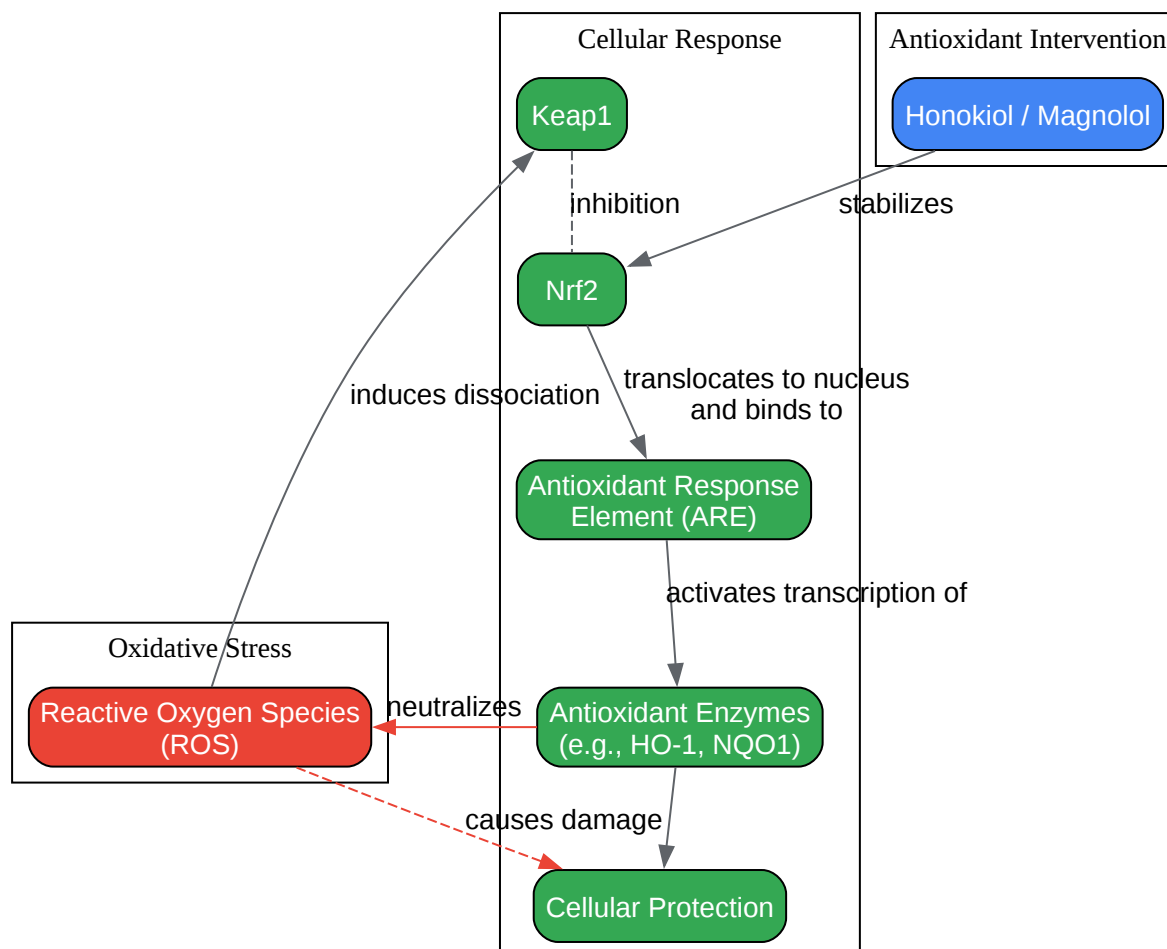 Cellular Response
Antioxidant Intervention
Keap1
Honokiol / Magnolol
inhibition
stabilizes
Nrf2
induces dissociation
translocates to nucleus
and binds to
Antioxidant Response
Element (ARE)
activates transcription of
Oxidative Stress
Reactive Oxygen Species
(ROS)
neutralizes
Antioxidant Enzymes
(e.g., HO-1, NQO1)
causes damage
Cellular Protection